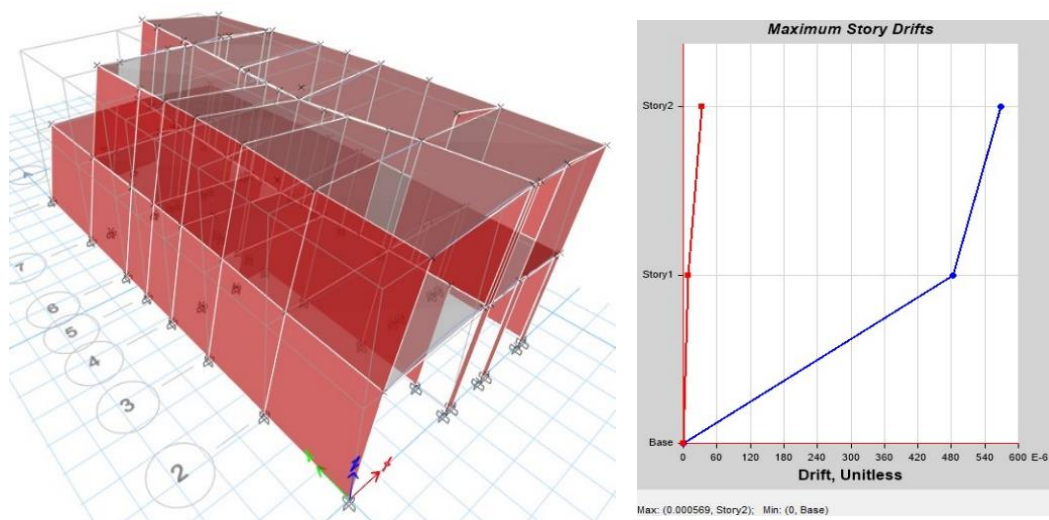 7
6
5
4
3
2
X
Maximum Story Drifts
Story2
Story1
Base
0 60 120 180 240 300 360 420 480 540 600 E-6
Drift, Unitless
Max: (0.000569, Story2); Min: (0, Base)